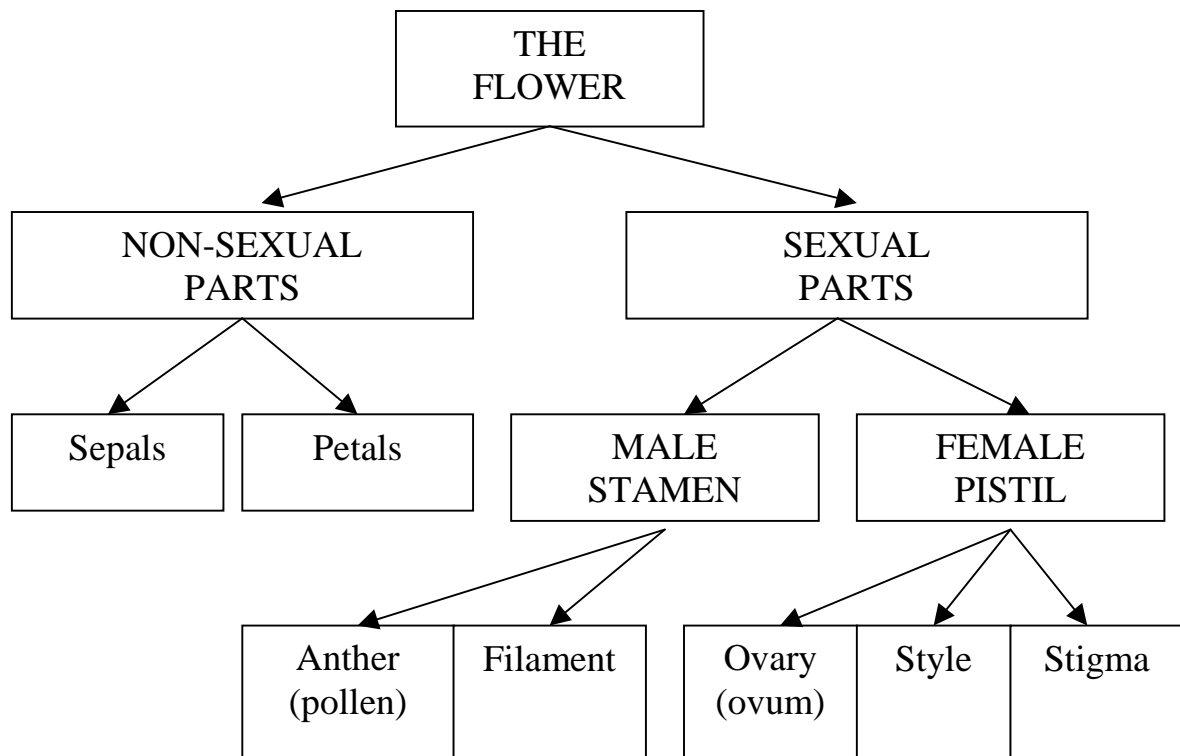 THE
FLOWER
NON-SEXUAL
PARTS
SEXUAL
PARTS
Sepals
Petals
MALE
STAMEN
FEMALE
PISTIL
Anther
(pollen)
Filament
Ovary
(ovum)
Style
Stigma